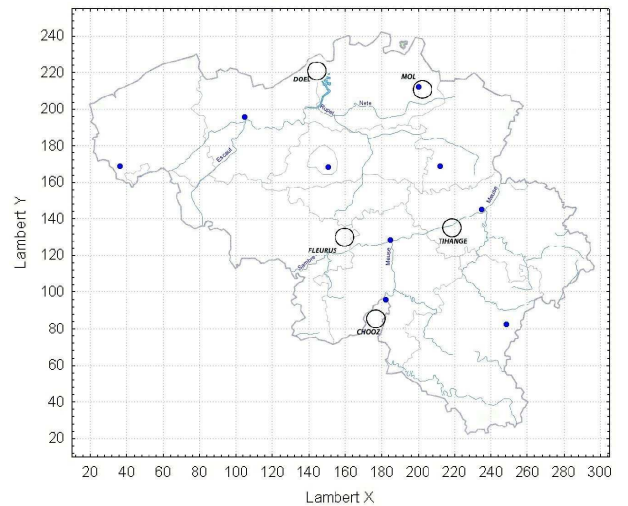 240
220
200
180
160
140
120
100
80
60
40
20
Lambert Y
DOEL
MOL
Nete
Rupel
Escaut
Meuse
FLEURUS
TIHANGE
Sambre
Meuse
CHOOZ
20 40 60 80 100 120 140 160 180 200 220 240 260 280 300
Lambert X